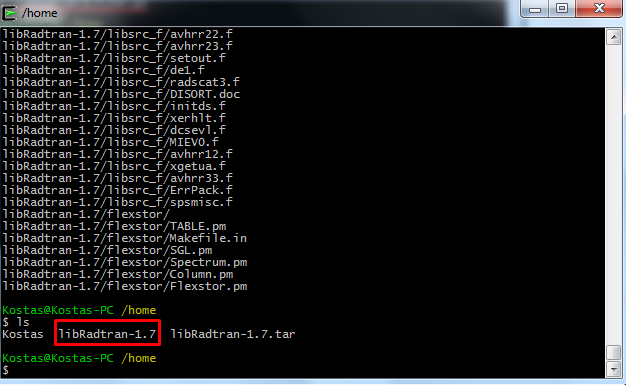 /home
libRadtran-1.7/libsrc_f/avhrr22.f
libRadtran-1.7/libsrc_f/avhrr23.f
libRadtran-1.7/libsrc_f/setout.f
libRadtran-1.7/libsrc_f/de1.f
libRadtran-1.7/libsrc_f/radscat3.f
libRadtran-1.7/libsrc_f/DISORT.doc
libRadtran-1.7/libsrc_f/initds.f
libRadtran-1.7/libsrc_f/xerhlt.f
libRadtran-1.7/libsrc_f/dcsevl.f
libRadtran-1.7/libsrc_f/MIEVO.f
libRadtran-1.7/libsrc_f/avhrr12.f
libRadtran-1.7/libsrc_f/xgetua.f
libRadtran-1.7/libsrc_f/avhrr33.f
libRadtran-1.7/libsrc_f/ErrPack.f
libRadtran-1.7/libsrc_f/spsmisc.f
libRadtran-1.7/flexstor/
libRadtran-1.7/flexstor/TABLE.pm
libRadtran-1.7/flexstor/Makefile.in
libRadtran-1.7/flexstor/SGL.pm
libRadtran-1.7/flexstor/Spectrum.pm
libRadtran-1.7/flexstor/Column.pm
libRadtran-1.7/flexstor/Flexstor.pm
Kostas@Kostas-PC /home
$ ls
Kostas libRadtran-1.7 libRadtran-1.7.tar
Kostas@Kostas-PC /home
$